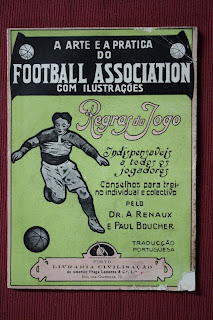 A ARTE E A PRATICA
DO
FOOTBALL ASSOCIATION
COM ILUSTRAÇÕES
Regras do Jogo
Indispensaveis
a todos os
jogadores
Conselhos para trei-
no individual e colectivo
PELO
DR. A. RENAUX
E PAUL BOUCHER
TRADUCÇÃO
PORTUGUESA
PORTO
LIVRARIA CIVILISAÇÃO